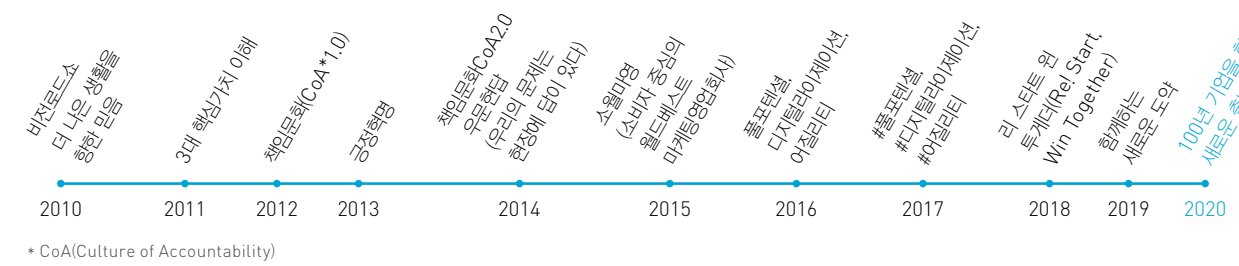 비전로드소
더 나은 생활을
향한 믿음
3대 핵심가치 이해
책임문화(CoA*1.0)
긍정혁명
책임문화CoA2.0
우문현답
(우리의 문제는
현장에 답이 있다)
소월마영
(소비자 중심의
월드베스트
마케팅영업회사)
풀포텐셜,
디지털라이제이션,
어질리티
#풀포텐셜,
#디지털라이제이션,
#어질리티
리 스타트 윈
투게더(Re! Start,
Win Together)
함께하는
새로운 도약
100년 기업을
새로운
2010
2011
2012
2013
2014
2015
2016
2017
2018
2019
2020
* CoA(Culture of Accountability)